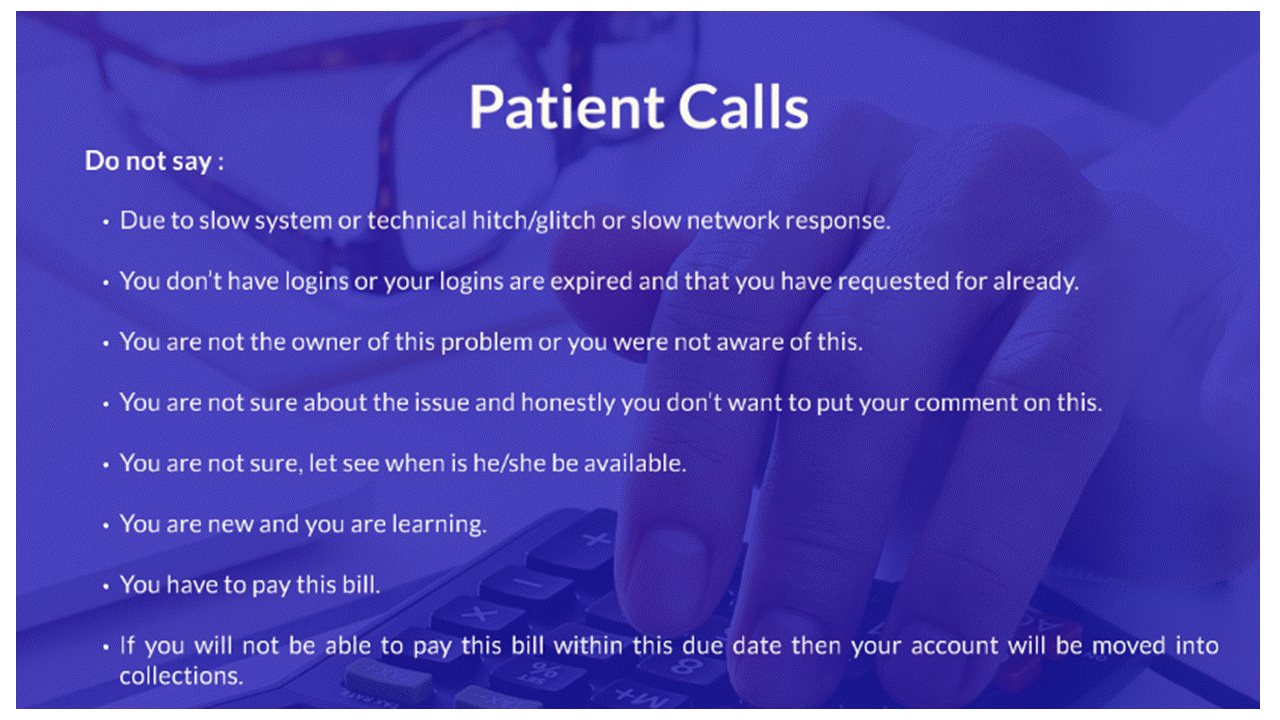 Patient Calls
Do not say :
• Due to slow system or technical hitch/glitch or slow network response.
• You don't have logins or your logins are expired and that you have requested for already.
• You are not the owner of this problem or you were not aware of this.
• You are not sure about the issue and honestly you don't want to put your comment on this.
• You are not sure, let see when is he/she be available.
• You are new and you are learning.
• You have to pay this bill.
• If you will not be able to pay this bill within this due date then your account will be moved into
collections.
+
−
×
%
8
M+
AC